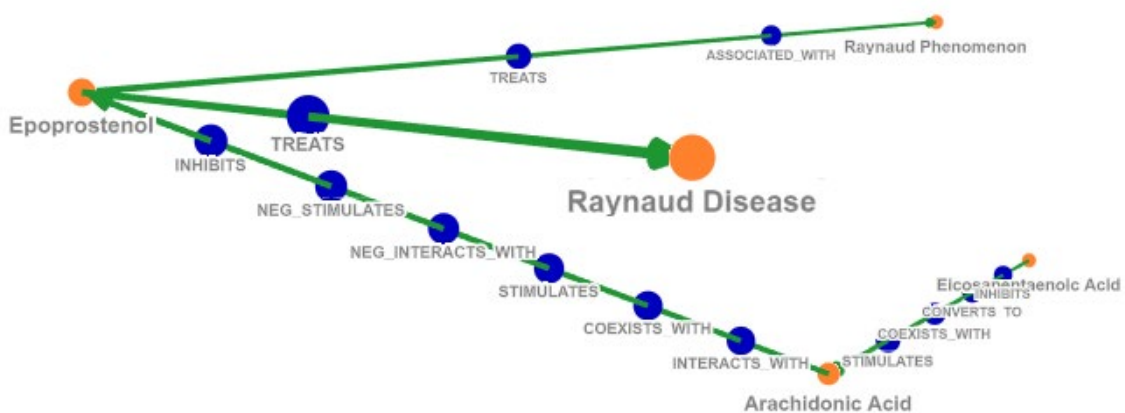 Raynaud Phenomenon
ASSOCIATED_WITH
TREATS
Epoprostenol
TREATS
INHIBITS
Raynaud Disease
NEG_STIMULATES
NEG_INTERACTS_WITH
STIMULATES
Eicosapentaenoic Acid
INHIBITS
CONVERTS_TO
COEXISTS_WITH
COEXISTS_WITH
INTERACTS_WITH
STIMULATES
Arachidonic Acid